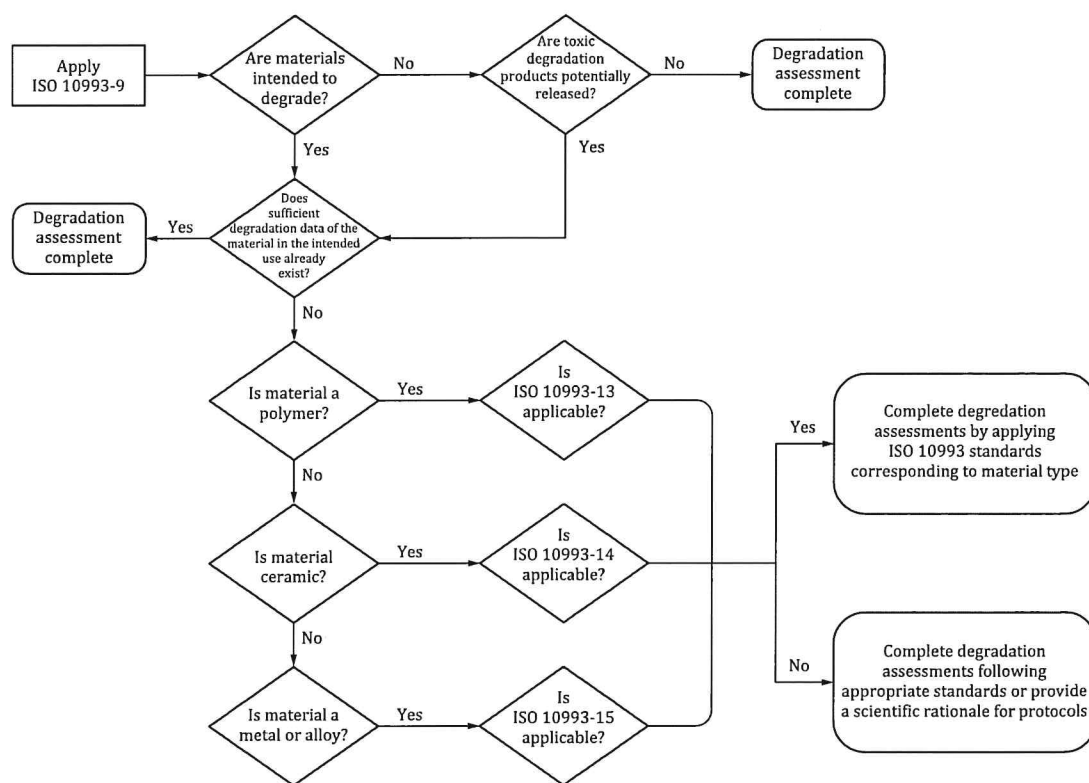 Apply
ISO 10993-9
Are materials
intended to
degrade?
No
Are toxic
degradation
products potentially
released?
No
Degradation
assessment
complete
Yes
Yes
Does
sufficient
degradation data of the
material in the intended
use already
exist?
Yes
Degradation
assessment
complete
No
Is material a
polymer?
Yes
Is
ISO 10993-13
applicable?
Yes
Complete degredation
assessments by applying
ISO 10993 standards
corresponding to material type
No
Is material
ceramic?
Yes
Is
ISO 10993-14
applicable?
No
Is material a
metal or alloy?
Yes
Is
ISO 10993-15
applicable?
No
Complete degradation
assessments following
appropriate standards or provide
a scientific rationale for protocols